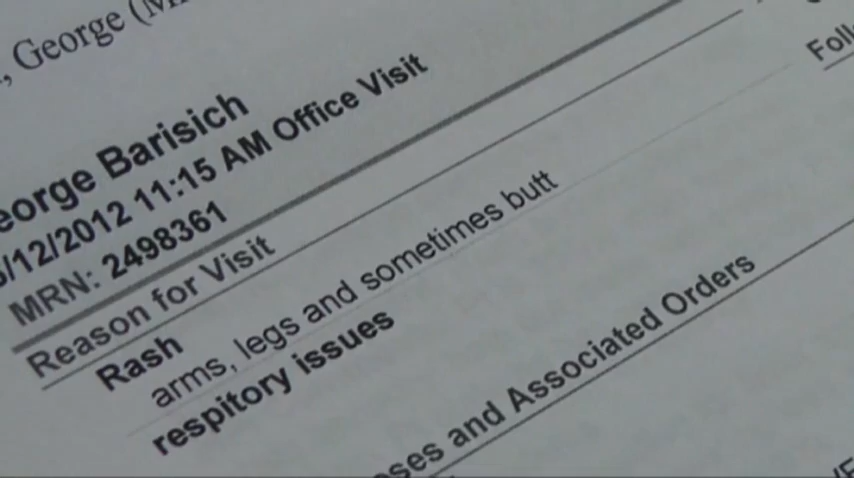 , George (M
eorge Barisich
/12/2012 11:15 AM Office Visit
MRN: 2498361
Reason for Visit
Rash
arms, legs and sometimes butt
respitory issues
oses and Associated Orders
Foll